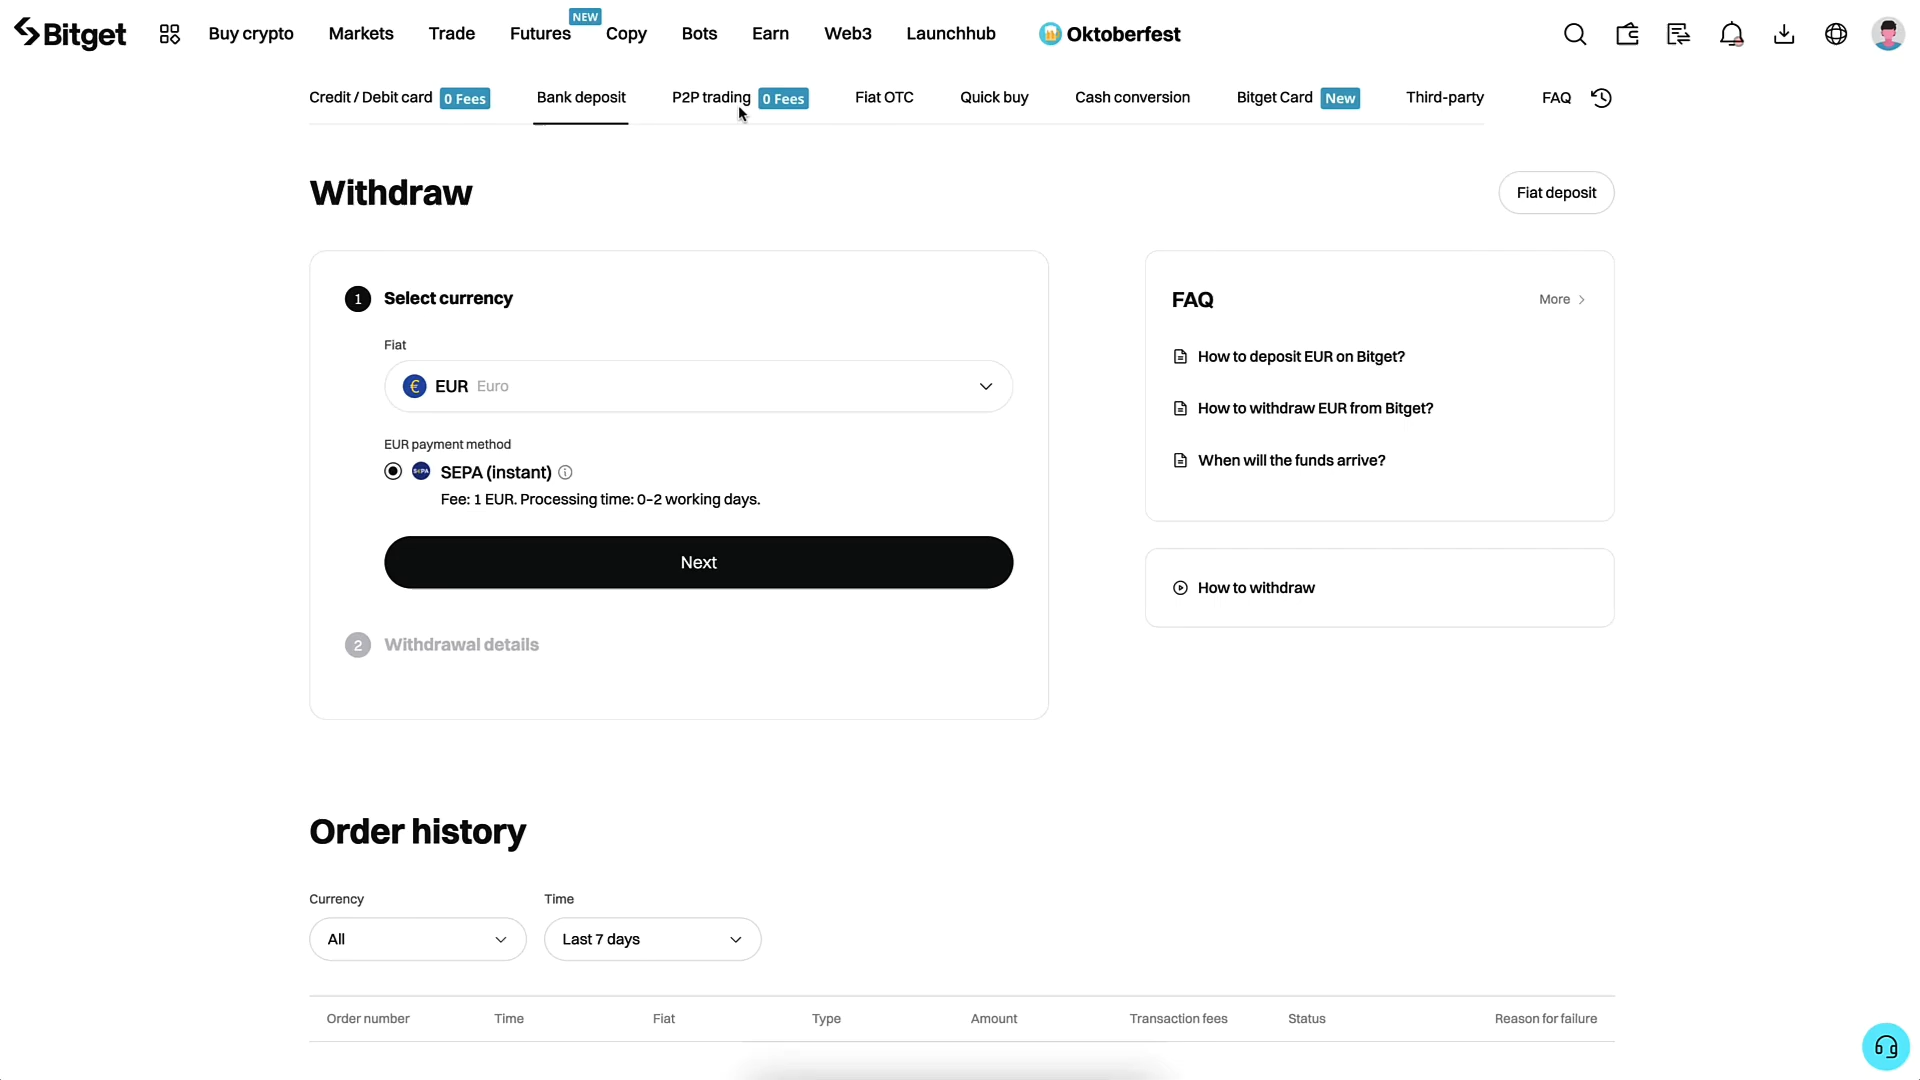 Bitget
Buy crypto
Markets
Trade
Futures
NEW
Copy
Bots
Earn
Web3
Launchhub
Oktoberfest
Credit / Debit card 0 Fees
Bank deposit
P2P trading 0 Fees
Fiat OTC
Quick buy
Cash conversion
Bitget Card New
Third-party
FAQ
Withdraw
Fiat deposit
1 Select currency
Fiat
€ EUR Euro
EUR payment method
SEPA SEPA (instant)
Fee: 1 EUR. Processing time: 0–2 working days.
Next
2 Withdrawal details
FAQ
More
How to deposit EUR on Bitget?
How to withdraw EUR from Bitget?
When will the funds arrive?
How to withdraw
Order history
Currency
Time
All
Last 7 days
Order number Time Fiat Type Amount Transaction fees Status Reason for failure